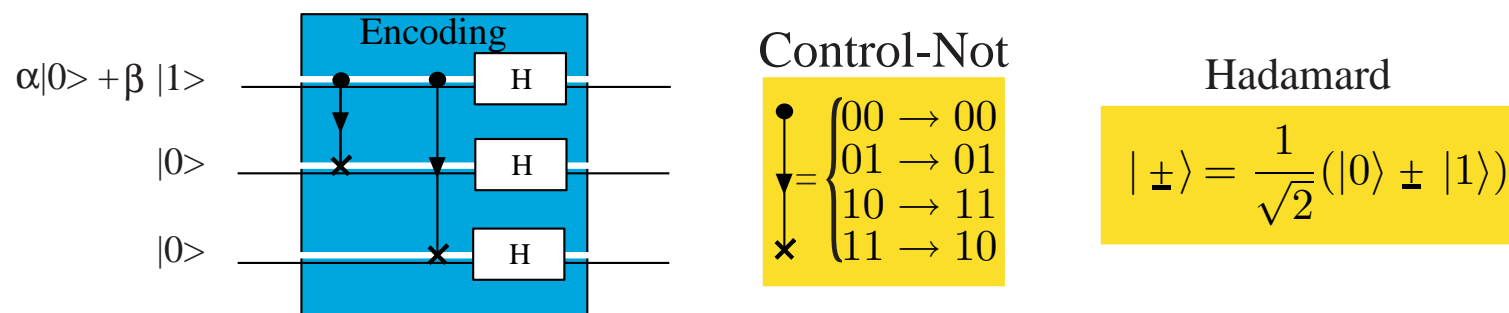 Encoding
α|0> + β |1>
H
|0>
H
|0>
H
Control-Not
= { 00 → 00
01 → 01
10 → 11
11 → 10
Hadamard
| ± ⟩ = 1/√2 (|0⟩ ± |1⟩)